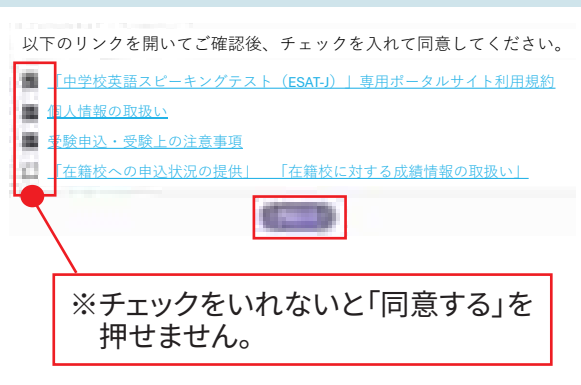 以下のリンクを開いてご確認後、チェックを入れて同意してください。
「中学校英語スピーキングテスト(ESAT-J)」専用ポータルサイト利用規約
個人情報の取扱い
受験申込・受験上の注意事項
「在籍校への申込状況の提供」 「在籍校に対する成績情報の取扱い」
※チェックをいれないと「同意する」を
押せません。